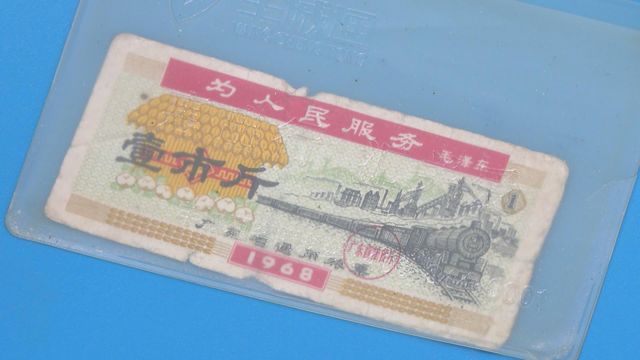 为人民服务
毛泽东
壹市斤
1
广东省通用粮票
1968